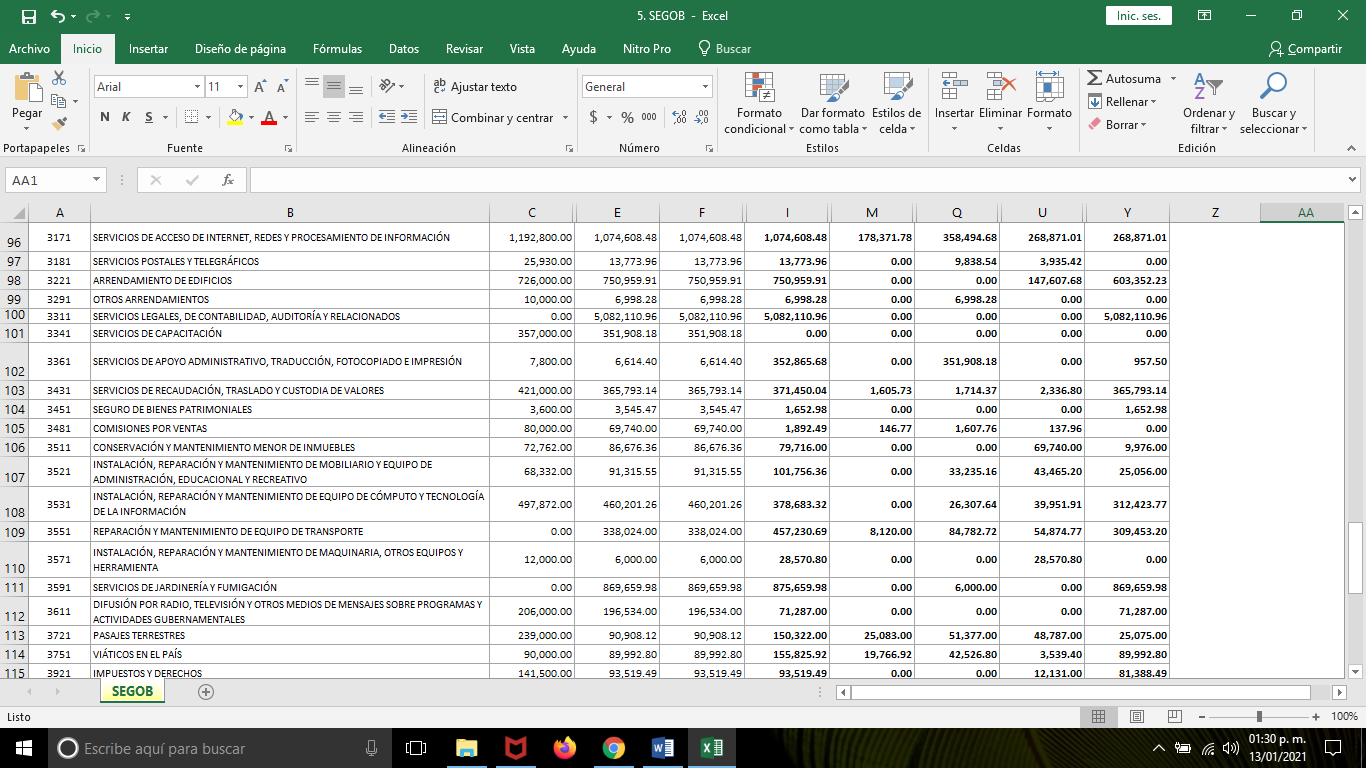 5. SEGOB - Excel
Inic. ses.
Archivo Inicio Insertar Diseño de página Fórmulas Datos Revisar Vista Ayuda Nitro Pro Buscar Compartir
Arial 11 Ajustar texto General Autosuma
Pegar Formato condicional Dar formato como tabla Estilos de celda Insertar Eliminar Formato Rellenar Ordenar y filtrar Buscar y seleccionar
N K S Combinar y centrar $ % 000 Borrar
Portapapeles Fuente Alineación Número Estilos Celdas Edición
AA1 fx
A B C E F I M Q U Y Z AA
96 3171 SERVICIOS DE ACCESO DE INTERNET, REDES Y PROCESAMIENTO DE INFORMACIÓN 1,192,800.00 1,074,608.48 1,074,608.48 1,074,608.48 178,371.78 358,494.68 268,871.01 268,871.01
97 3181 SERVICIOS POSTALES Y TELEGRÁFICOS 25,930.00 13,773.96 13,773.96 13,773.96 0.00 9,838.54 3,935.42 0.00
98 3221 ARRENDAMIENTO DE EDIFICIOS 726,000.00 750,959.91 750,959.91 750,959.91 0.00 0.00 147,607.68 603,352.23
99 3291 OTROS ARRENDAMIENTOS 10,000.00 6,998.28 6,998.28 6,998.28 0.00 6,998.28 0.00 0.00
100 3311 SERVICIOS LEGALES, DE CONTABILIDAD, AUDITORÍA Y RELACIONADOS 0.00 5,082,110.96 5,082,110.96 5,082,110.96 0.00 0.00 0.00 5,082,110.96
101 3341 SERVICIOS DE CAPACITACIÓN 357,000.00 351,908.18 351,908.18 0.00 0.00 0.00 0.00 0.00
102 3361 SERVICIOS DE APOYO ADMINISTRATIVO, TRADUCCIÓN, FOTOCOPIADO E IMPRESIÓN 7,800.00 6,614.40 6,614.40 352,865.68 0.00 351,908.18 0.00 957.50
103 3431 SERVICIOS DE RECAUDACIÓN, TRASLADO Y CUSTODIA DE VALORES 421,000.00 365,793.14 365,793.14 371,450.04 1,605.73 1,714.37 2,336.80 365,793.14
104 3451 SEGURO DE BIENES PATRIMONIALES 3,600.00 3,545.47 3,545.47 1,652.98 0.00 0.00 0.00 1,652.98
105 3481 COMISIONES POR VENTAS 80,000.00 69,740.00 69,740.00 1,892.49 146.77 1,607.76 137.96 0.00
106 3511 CONSERVACIÓN Y MANTENIMIENTO MENOR DE INMUEBLES 72,762.00 86,676.36 86,676.36 79,716.00 0.00 0.00 69,740.00 9,976.00
107 3521 INSTALACIÓN, REPARACIÓN Y MANTENIMIENTO DE MOBILIARIO Y EQUIPO DE
ADMINISTRACIÓN, EDUCACIONAL Y RECREATIVO 68,332.00 91,315.55 91,315.55 101,756.36 0.00 33,235.16 43,465.20 25,056.00
108 3531 INSTALACIÓN, REPARACIÓN Y MANTENIMIENTO DE EQUIPO DE CÓMPUTO Y TECNOLOGÍA
DE LA INFORMACIÓN 497,872.00 460,201.26 460,201.26 378,683.32 0.00 26,307.64 39,951.91 312,423.77
109 3551 REPARACIÓN Y MANTENIMIENTO DE EQUIPO DE TRANSPORTE 0.00 338,024.00 338,024.00 457,230.69 8,120.00 84,782.72 54,874.77 309,453.20
110 3571 INSTALACIÓN, REPARACIÓN Y MANTENIMIENTO DE MAQUINARIA, OTROS EQUIPOS Y
HERRAMIENTA 12,000.00 6,000.00 6,000.00 28,570.80 0.00 0.00 28,570.80 0.00
111 3591 SERVICIOS DE JARDINERÍA Y FUMIGACIÓN 0.00 869,659.98 869,659.98 875,659.98 0.00 6,000.00 0.00 869,659.98
112 3611 DIFUSIÓN POR RADIO, TELEVISIÓN Y OTROS MEDIOS DE MENSAJES SOBRE PROGRAMAS Y
ACTIVIDADES GUBERNAMENTALES 206,000.00 196,534.00 196,534.00 71,287.00 0.00 0.00 0.00 71,287.00
113 3721 PASAJES TERRESTRES 239,000.00 90,908.12 90,908.12 150,322.00 25,083.00 51,377.00 48,787.00 25,075.00
114 3751 VIÁTICOS EN EL PAÍS 90,000.00 89,992.80 89,992.80 155,825.92 19,766.92 42,526.80 3,539.40 89,992.80
115 3921 IMPUESTOS Y DERECHOS 141,500.00 93,519.49 93,519.49 93,519.49 0.00 0.00 12,131.00 81,388.49
SEGOB
Listo 100%
Escribe aquí para buscar
01:30 p. m.
13/01/2021